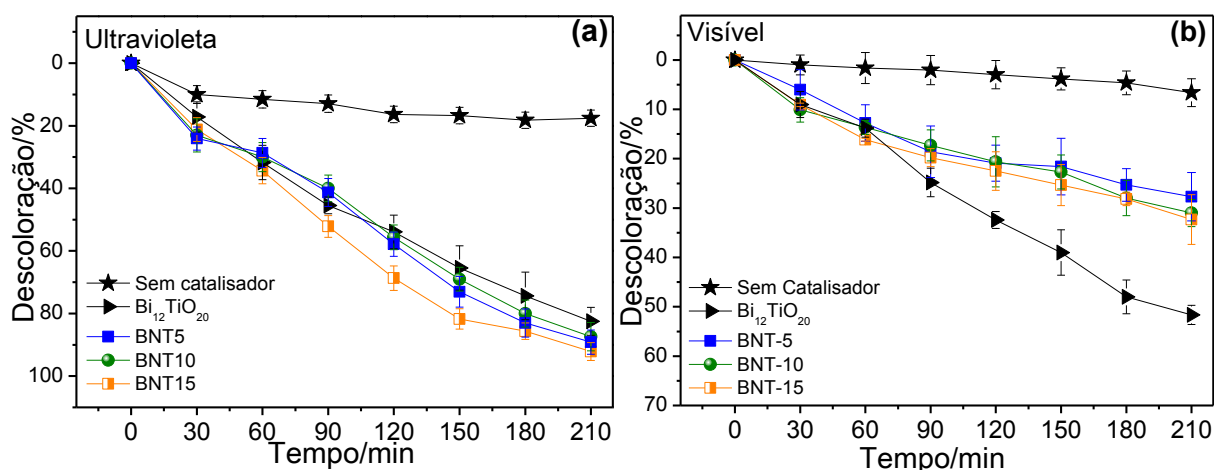 Ultravioleta
(a)
0
20
40
60
80
100
Descoloração/%
Sem catalisador
Bi₁₂TiO₂₀
BNT5
BNT10
BNT15
0 30 60 90 120 150 180 210
Tempo/min
Visível
(b)
0
10
20
30
40
50
60
70
Descoloração/%
Sem Catalisador
Bi₁₂TiO₂₀
BNT-5
BNT-10
BNT-15
0 30 60 90 120 150 180 210
Tempo/min